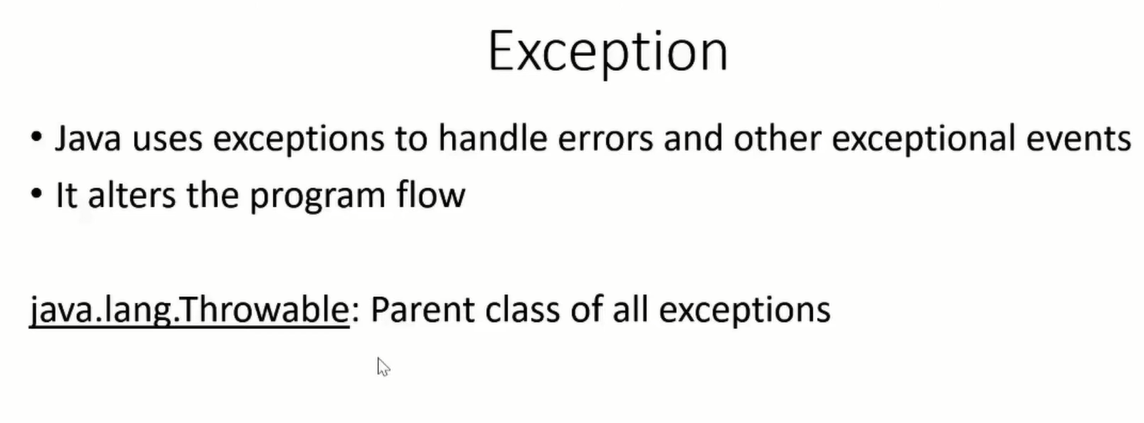 Exception
• Java uses exceptions to handle errors and other exceptional events
• It alters the program flow
java.lang.Throwable: Parent class of all exceptions